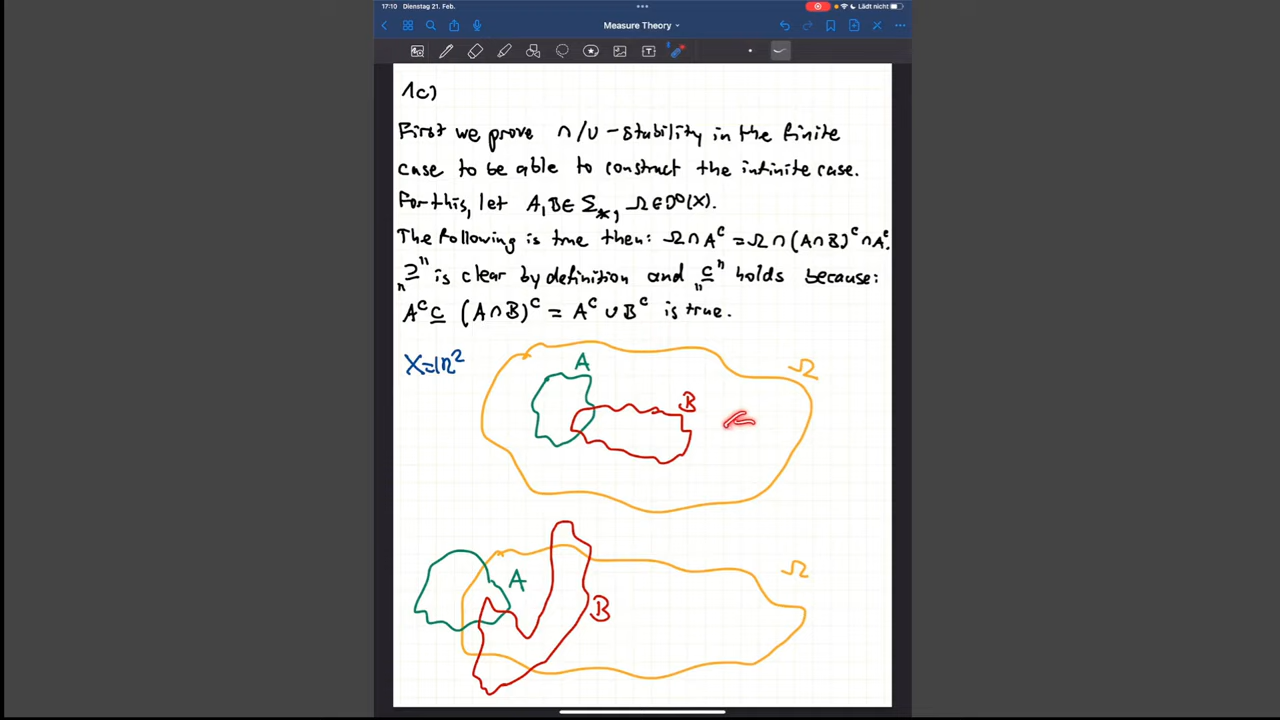 17:10 Dienstag 21. Feb.
Lädt nicht
Measure Theory
1c)
First we prove ∩/∪-stability in the finite
case to be able to construct the infinite case.
For this, let A,B∈Σ*, Ω∈℘(X).
The following is true then: Ω∩Aᶜ = Ω∩(A∩B)ᶜ∩Aᶜ.
"⊇" is clear by definition and "⊆" holds because:
Aᶜ⊆ (A∩B)ᶜ = Aᶜ∪Bᶜ is true.
X=ℝ²
A
Ω
B
Ω
A
B